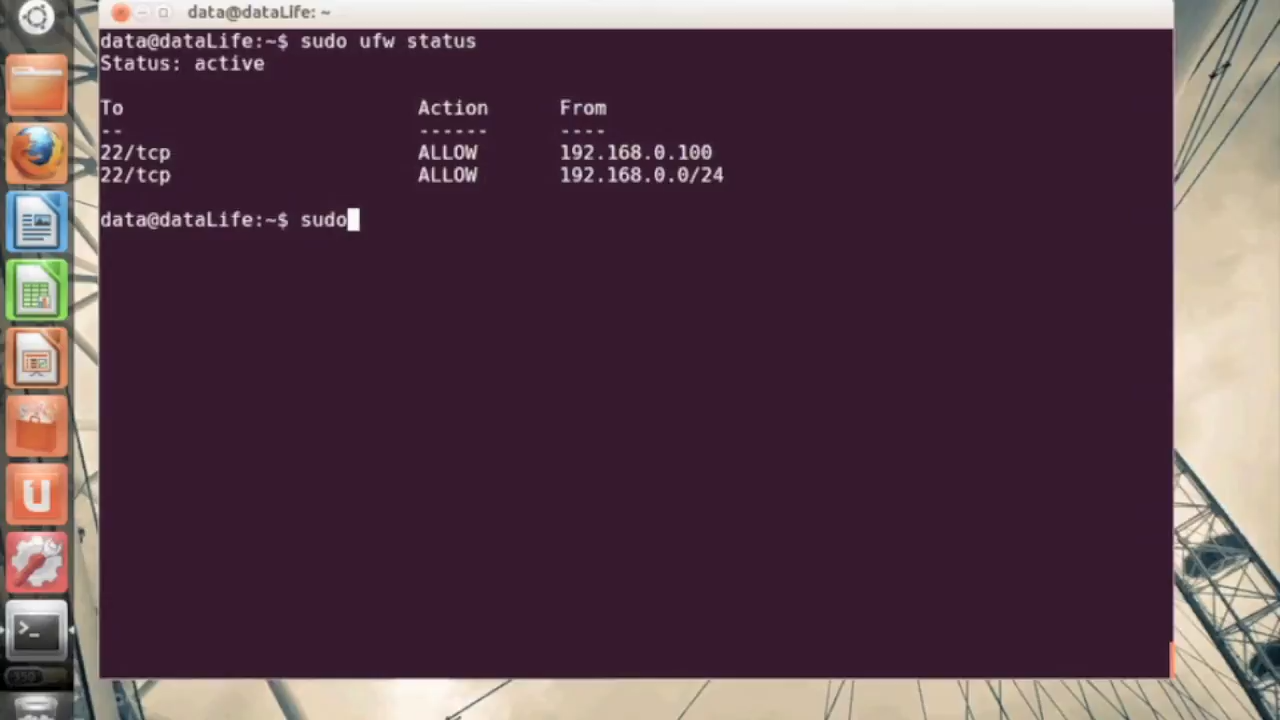 data@dataLife: ~
data@dataLife:~$ sudo ufw status
Status: active
To Action From
-- ------ ----
22/tcp ALLOW 192.168.0.100
22/tcp ALLOW 192.168.0.0/24
data@dataLife:~$ sudo